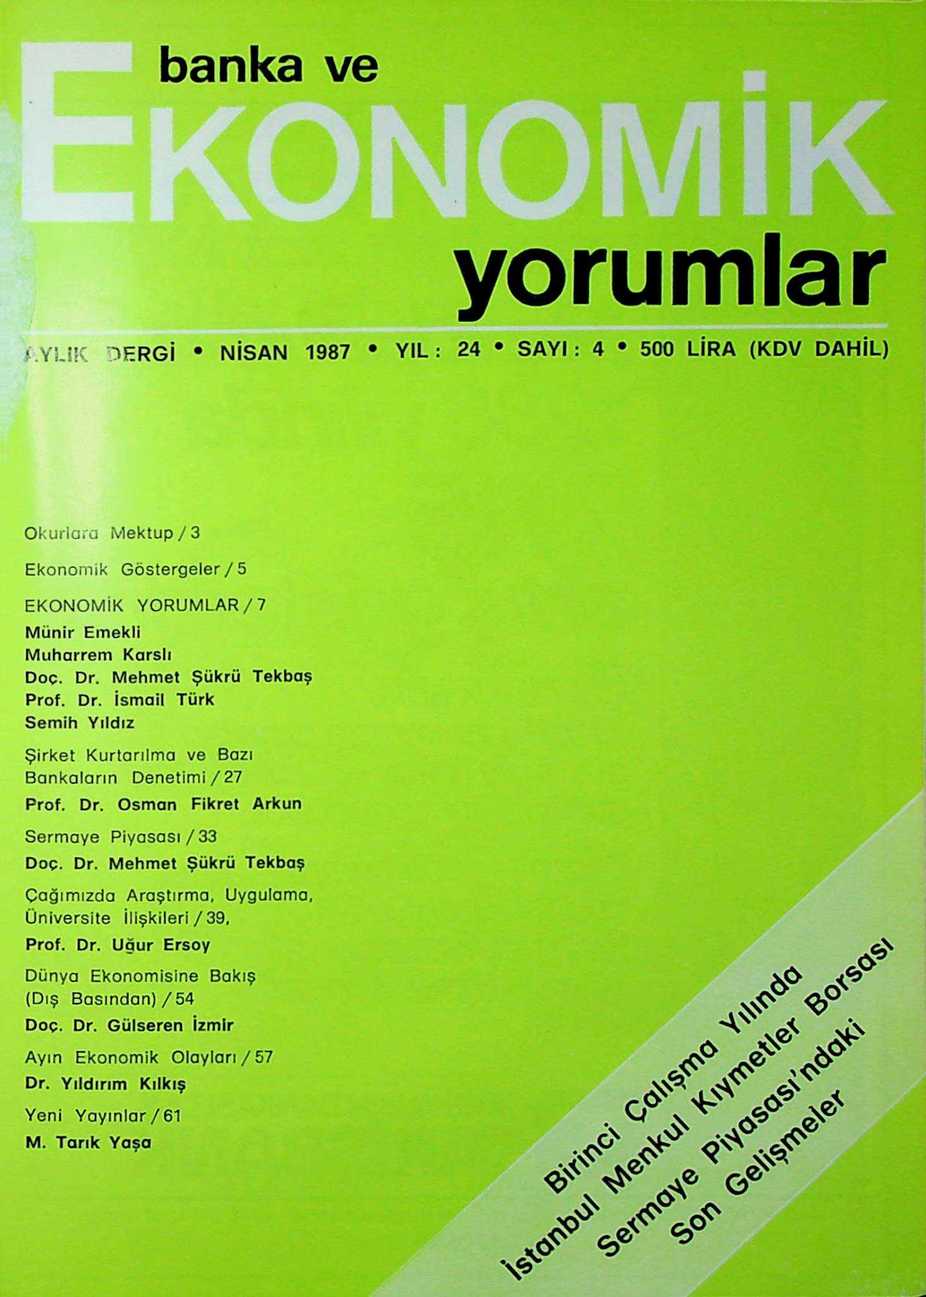 banka ve
EKONOMİK
yorumlar
AYLIK DERGİ • NİSAN 1987 • YIL : 24 • SAYI : 4 • 500 LİRA (KDV DAHİL)
Okurlara Mektup / 3
Ekonomik Göstergeler / 5
EKONOMİK YORUMLAR / 7
Münir Emekli
Muharrem Karslı
Doç. Dr. Mehmet Şükrü Tekbaş
Prof. Dr. İsmail Türk
Semih Yıldız
Şirket Kurtarılma ve Bazı
Bankaların Denetimi / 27
Prof. Dr. Osman Fikret Arkun
Sermaye Piyasası / 33
Doç. Dr. Mehmet Şükrü Tekbaş
Çağımızda Araştırma, Uygulama,
Üniversite İlişkileri / 39,
Prof. Dr. Uğur Ersoy
Dünya Ekonomisine Bakış
(Dış Basından) / 54
Doç. Dr. Gülseren İzmir
Ayın Ekonomik Olayları / 57
Dr. Yıldırım Kılkış
Yeni Yayınlar / 61
M. Tarık Yaşa
Birinci Çalışma Yılında
İstanbul Menkul Kıymetler Borsası
Sermaye Piyasası'ndaki
Son Gelişmeler